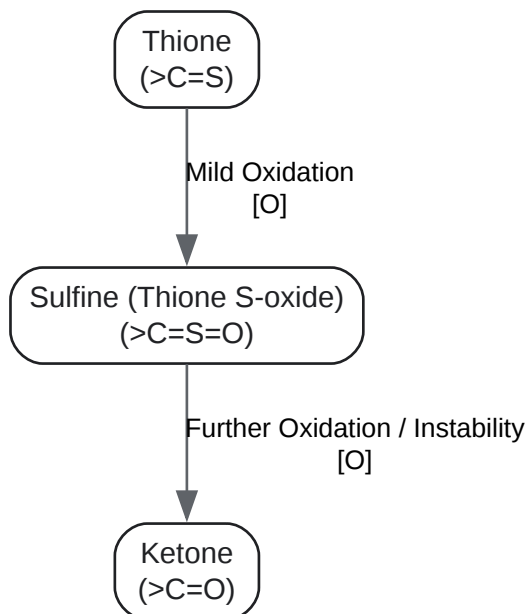 Thione
(>C=S)
Mild Oxidation
[O]
Sulfine (Thione S-oxide)
(>C=S=O)
Further Oxidation / Instability
[O]
Ketone
(>C=O)